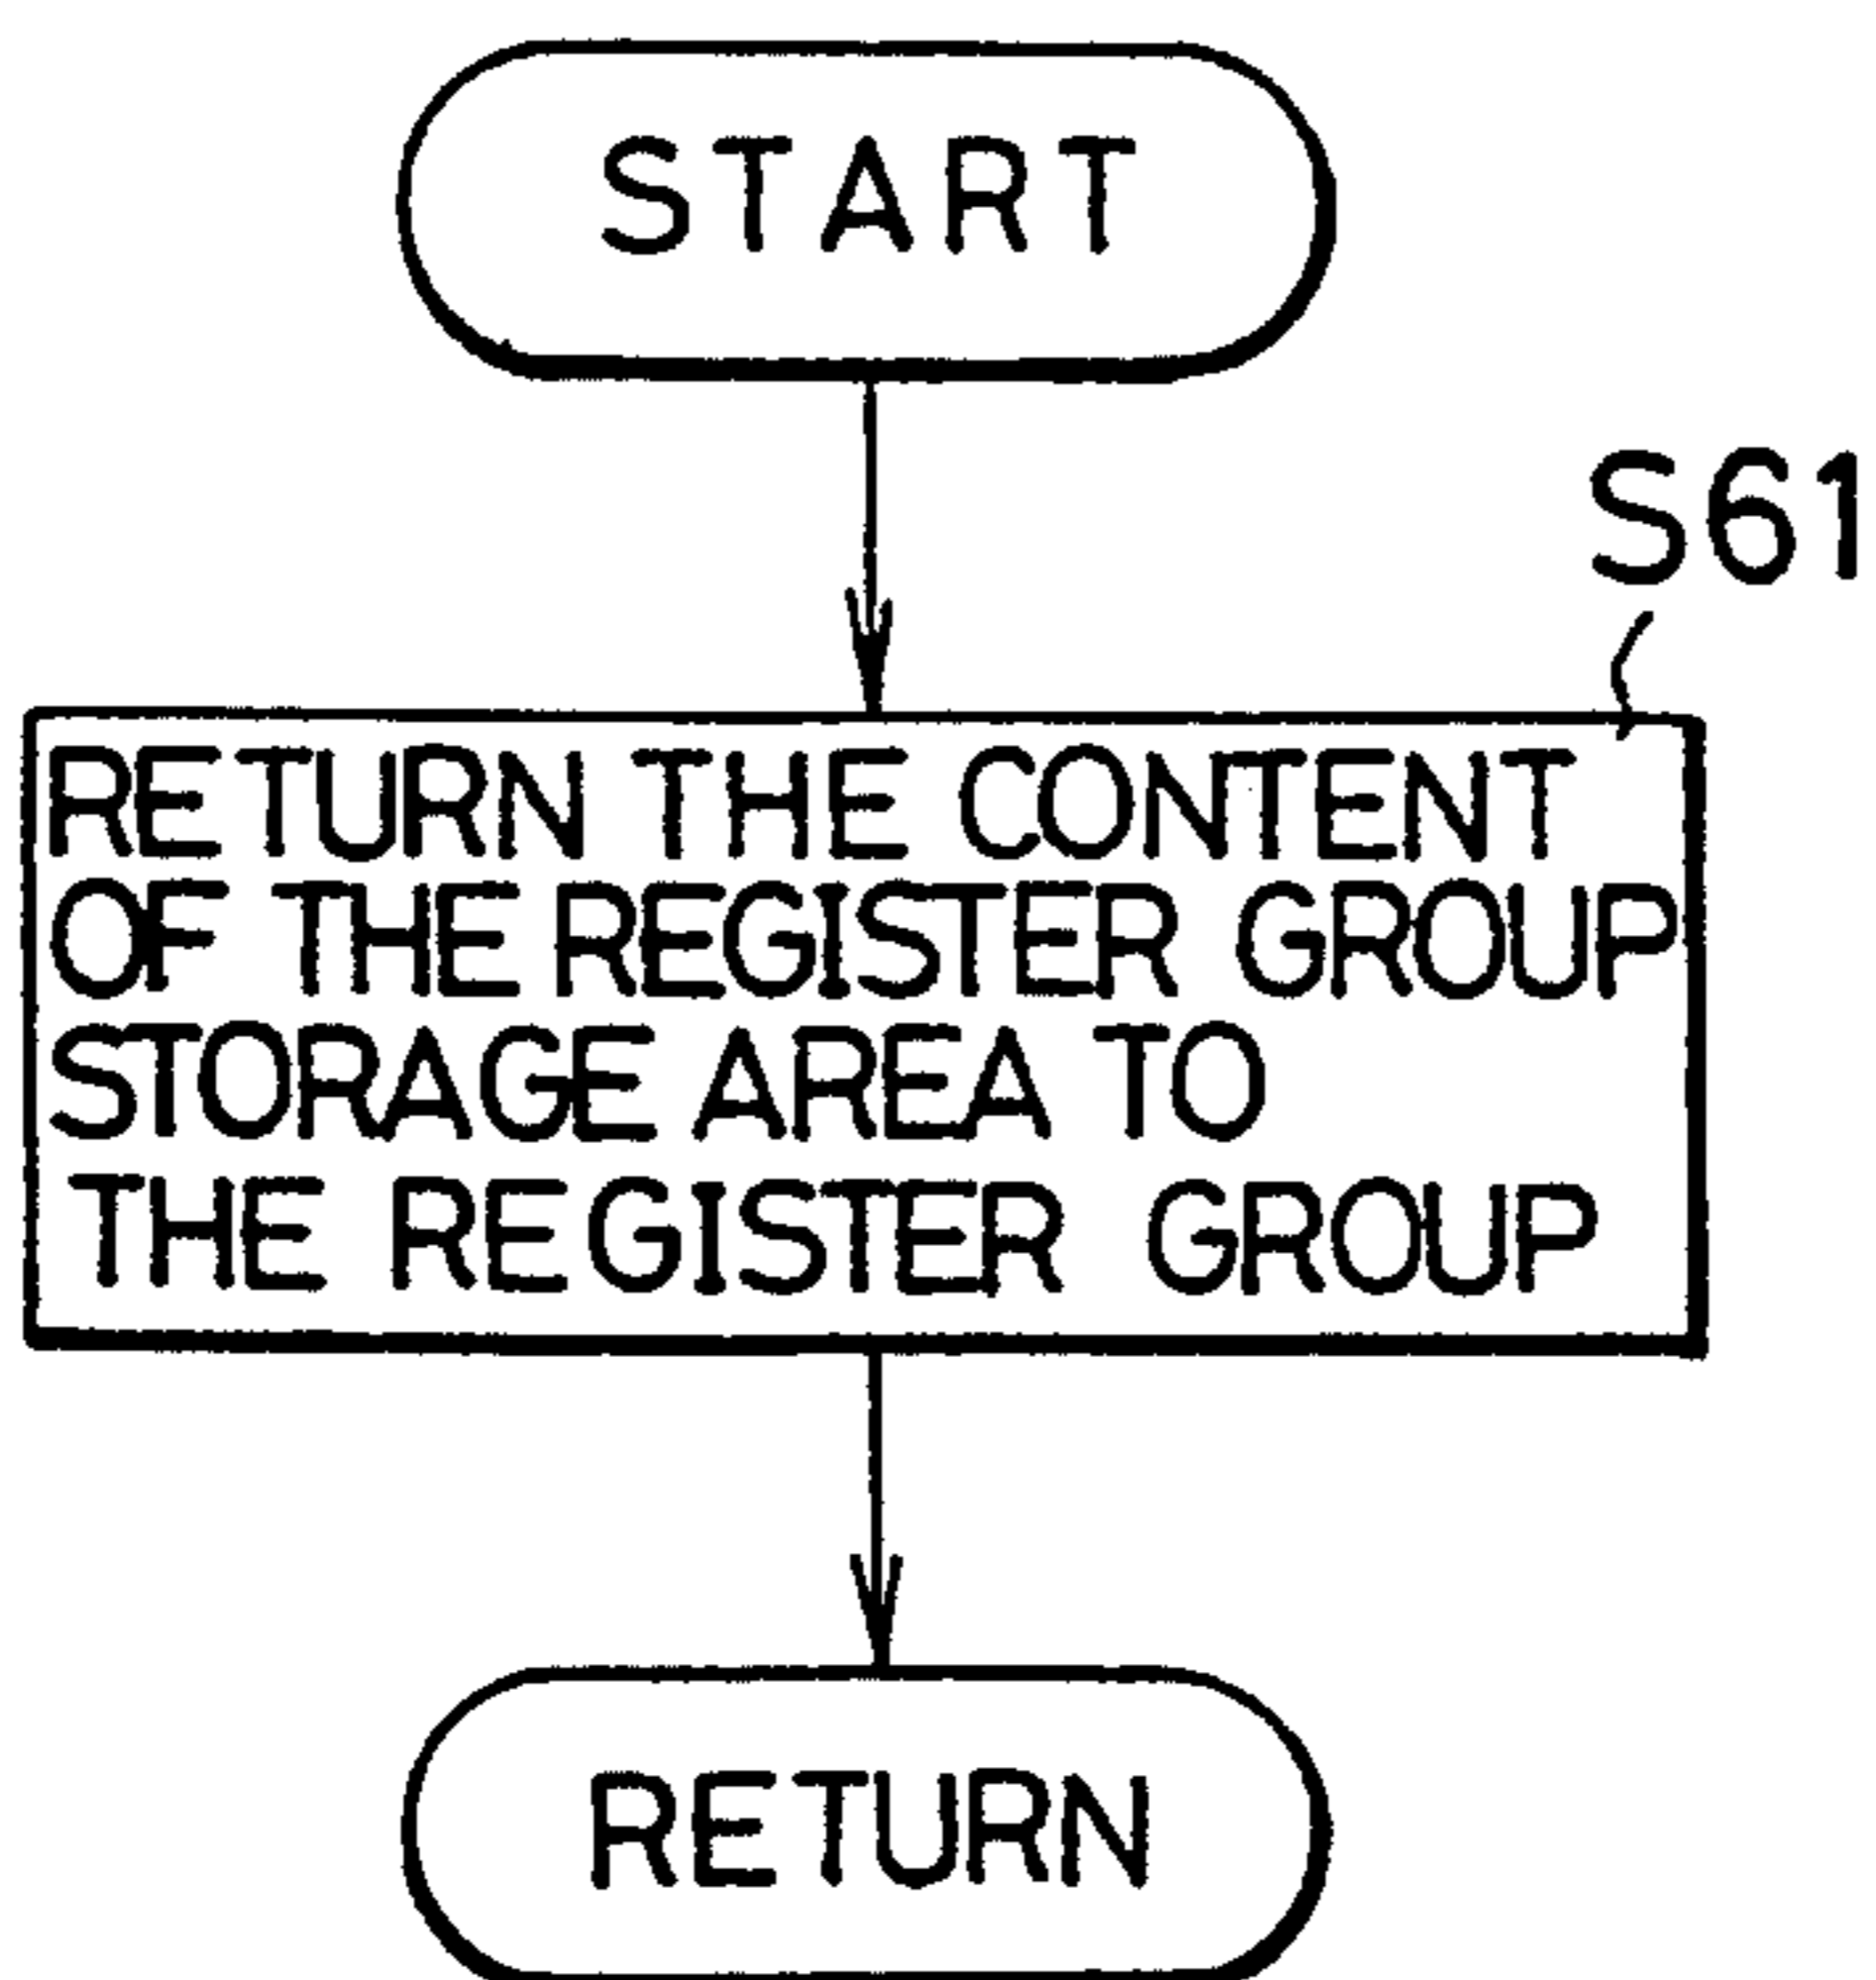 START
S61
RETURN THE CONTENT
OF THE REGISTER GROUP
STORAGE AREA TO
THE REGISTER GROUP
RETURN